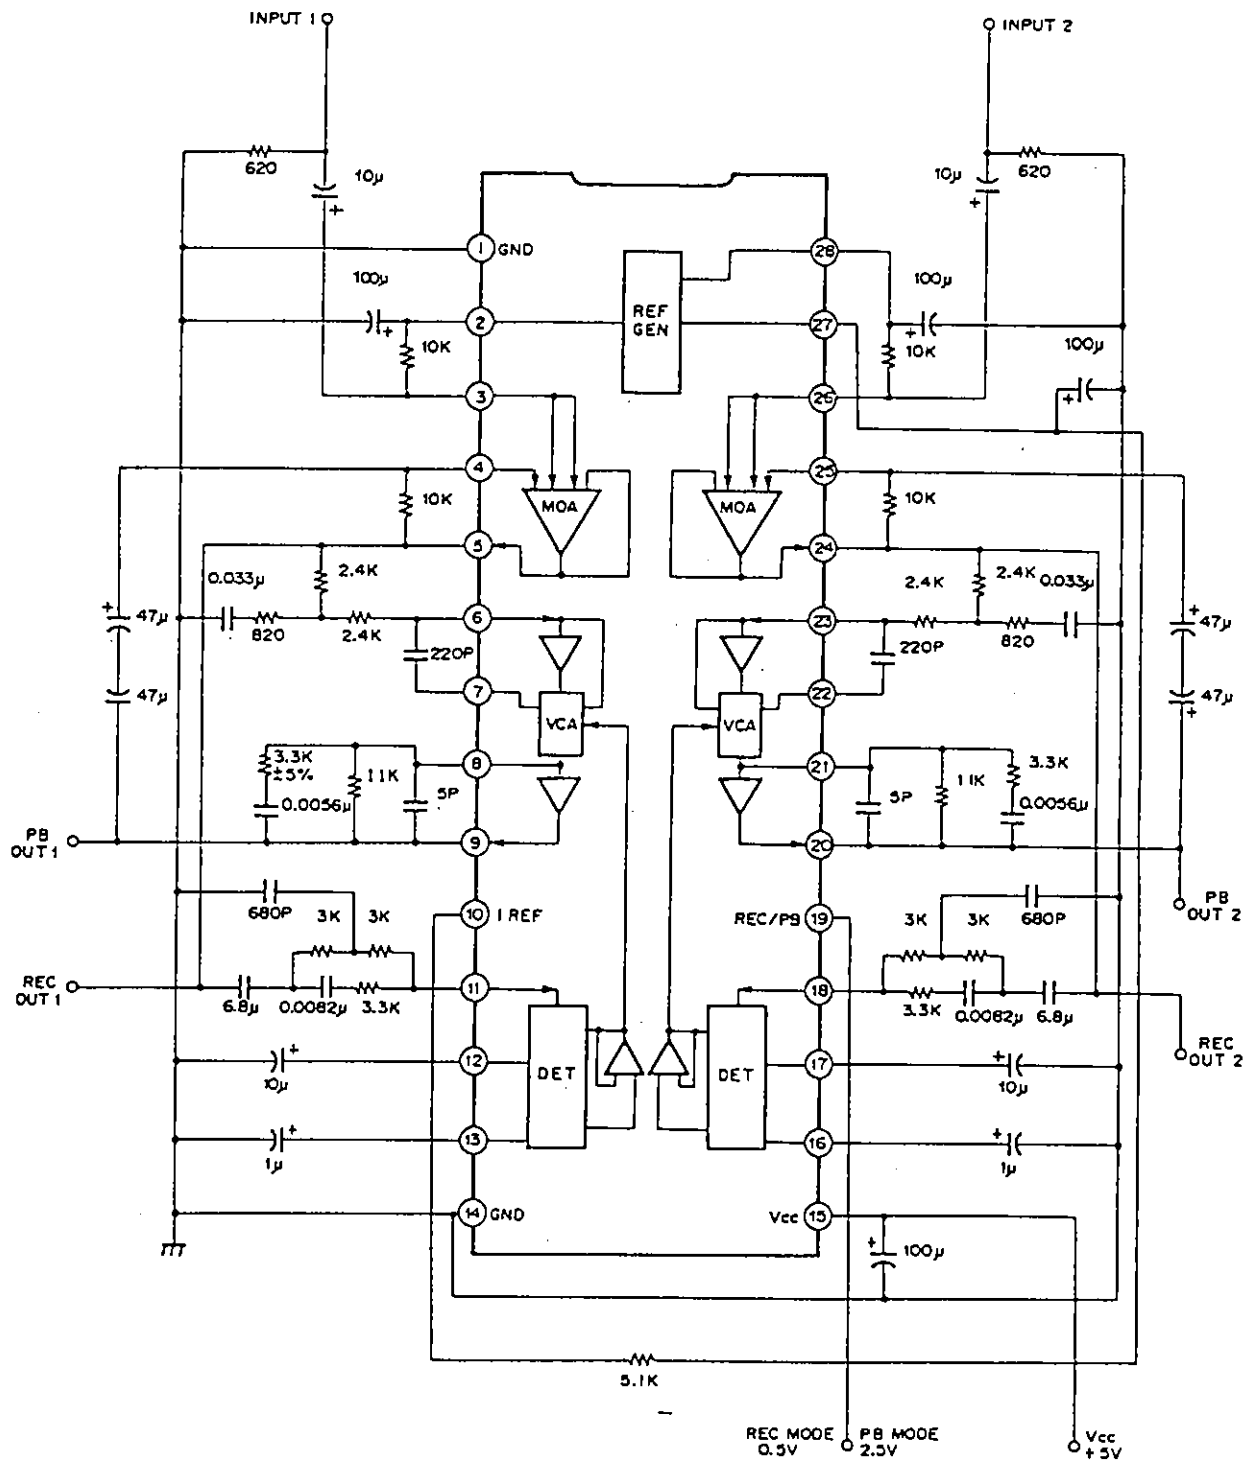 INPUT 1
INPUT 2
620
10µ
+
10µ
+
620
1
GND
28
100µ
+
2
REF
GEN
27
100µ
+
10K
10K
100µ
+
3
26
4
25
10K
MOA
MOA
10K
5
24
0.033µ
2.4K
2.4K
2.4K
0.033µ
+
47µ
820
2.4K
6
23
820
+
47µ
220P
220P
47µ
7
VCA
VCA
22
47µ
+
3.3K
±5%
11K
8
21
3.3K
0.0056µ
5P
5P
11K
0.0056µ
PB
OUT 1
9
20
680P
10
I REF
REC/PB
19
680P
PB
OUT 2
3K
3K
3K
3K
REC
OUT 1
6.8µ
0.0082µ
3.3K
11
18
3.3K
0.0082µ
6.8µ
REC
OUT 2
+
10µ
12
DET
DET
17
+
10µ
+
1µ
13
16
+
1µ
14
GND
Vcc
15
+
100µ
5.1K
REC MODE
0.5V
PB MODE
2.5V
Vcc
+5V